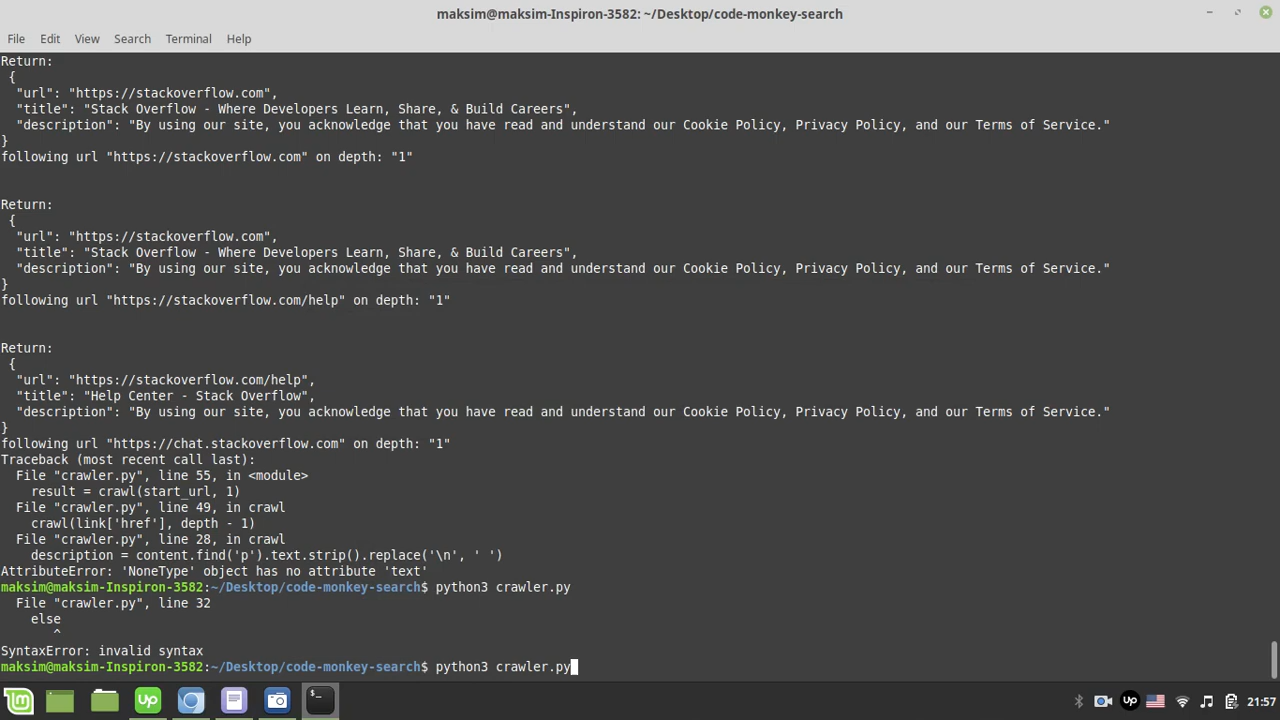 maksim@maksim-Inspiron-3582: ~/Desktop/code-monkey-search
File Edit View Search Terminal Help
Return:
 {
  "url": "https://stackoverflow.com",
  "title": "Stack Overflow - Where Developers Learn, Share, & Build Careers",
  "description": "By using our site, you acknowledge that you have read and understand our Cookie Policy, Privacy Policy, and our Terms of Service."
}
following url "https://stackoverflow.com" on depth: "1"
Return:
 {
  "url": "https://stackoverflow.com",
  "title": "Stack Overflow - Where Developers Learn, Share, & Build Careers",
  "description": "By using our site, you acknowledge that you have read and understand our Cookie Policy, Privacy Policy, and our Terms of Service."
}
following url "https://stackoverflow.com/help" on depth: "1"
Return:
 {
  "url": "https://stackoverflow.com/help",
  "title": "Help Center - Stack Overflow",
  "description": "By using our site, you acknowledge that you have read and understand our Cookie Policy, Privacy Policy, and our Terms of Service."
}
following url "https://chat.stackoverflow.com" on depth: "1"
Traceback (most recent call last):
  File "crawler.py", line 55, in <module>
    result = crawl(start_url, 1)
  File "crawler.py", line 49, in crawl
    crawl(link['href'], depth - 1)
  File "crawler.py", line 28, in crawl
    description = content.find('p').text.strip().replace('\n', ' ')
AttributeError: 'NoneType' object has no attribute 'text'
maksim@maksim-Inspiron-3582:~/Desktop/code-monkey-search$ python3 crawler.py
  File "crawler.py", line 32
    else
       ^
SyntaxError: invalid syntax
maksim@maksim-Inspiron-3582:~/Desktop/code-monkey-search$ python3 crawler.py
Up
Up
21:57